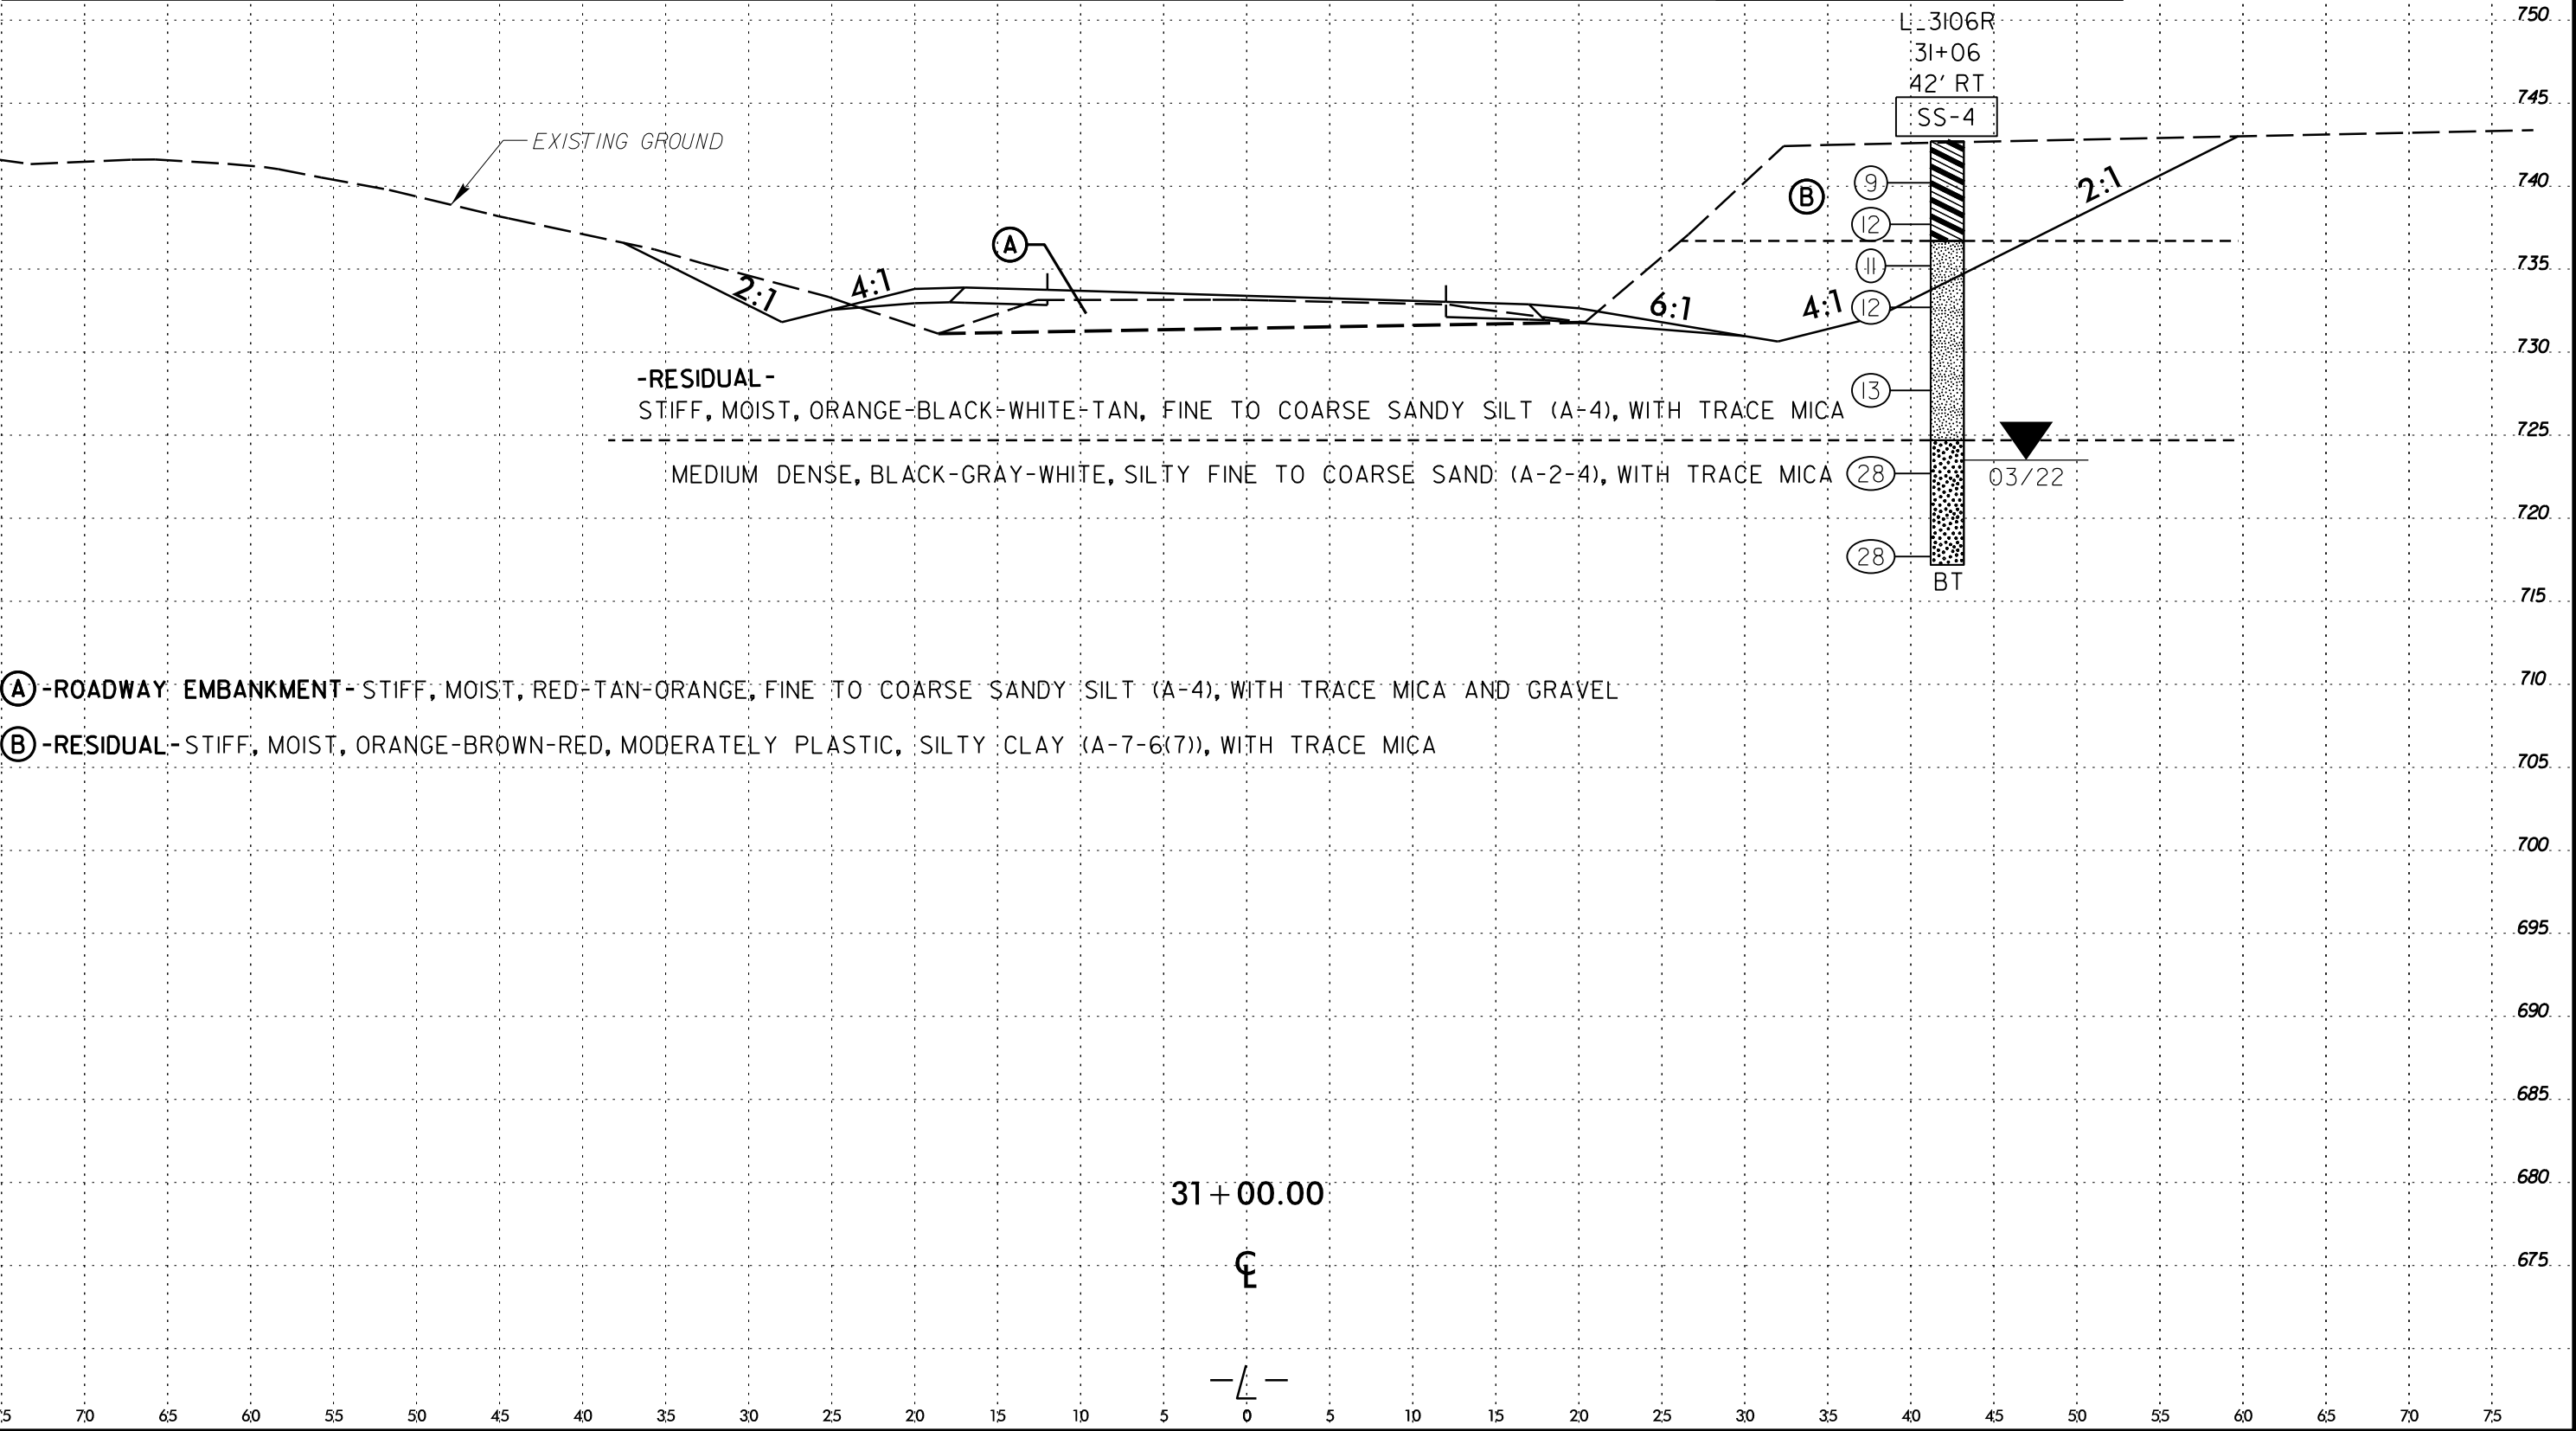 750
L_3106R
31+06
42' RT
745
SS-4
EXISTING GROUND
9
B
2:1
740
12
A
11
735
2:1
4:1
6:1
4:1
12
730
-RESIDUAL-
13
STIFF, MOIST, ORANGE-BLACK-WHITE-TAN, FINE TO COARSE SANDY SILT (A-4), WITH TRACE MICA
725
MEDIUM DENSE, BLACK-GRAY-WHITE, SILTY FINE TO COARSE SAND (A-2-4), WITH TRACE MICA
28
03/22
720
28
BT
715
A -ROADWAY EMBANKMENT- STIFF, MOIST, RED-TAN-ORANGE, FINE TO COARSE SANDY SILT (A-4), WITH TRACE MICA AND GRAVEL
710
B -RESIDUAL- STIFF, MOIST, ORANGE-BROWN-RED, MODERATELY PLASTIC, SILTY CLAY (A-7-6(7)), WITH TRACE MICA
705
700
695
690
685
31+00.00
680
℄
675
-L-
5 70 65 60 55 50 45 40 35 30 25 20 15 10 5 0 5 10 15 20 25 30 35 40 45 50 55 60 65 70 75